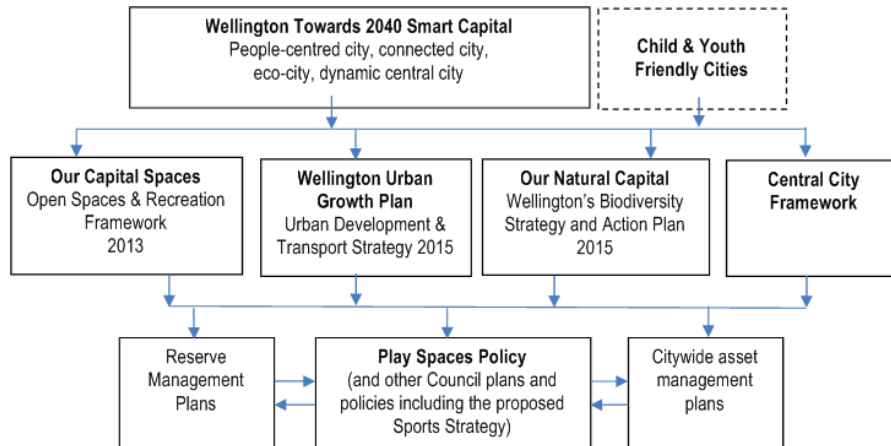 Wellington Towards 2040 Smart Capital
People-centred city, connected city,
eco-city, dynamic central city
Child & Youth
Friendly Cities
Our Capital Spaces
Open Spaces & Recreation
Framework
2013
Wellington Urban
Growth Plan
Urban Development &
Transport Strategy 2015
Our Natural Capital
Wellington's Biodiversity
Strategy and Action Plan
2015
Central City
Framework
Reserve
Management
Plans
Play Spaces Policy
(and other Council plans and
policies including the proposed
Sports Strategy)
Citywide asset
management
plans